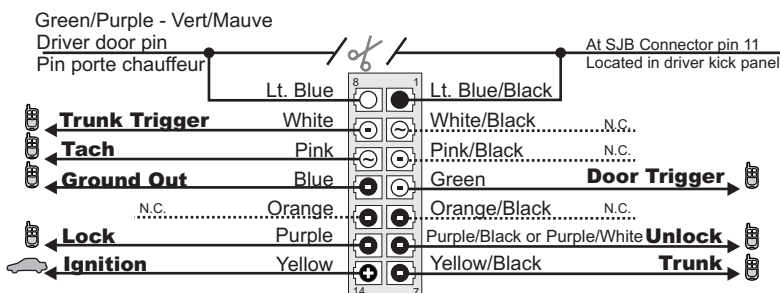 Green/Purple - Vert/Mauve
Driver door pin
Pin porte chauffeur
At SJB Connector pin 11
Located in driver kick panel
8 1
Lt. Blue Lt. Blue/Black
Trunk Trigger White White/Black N.C.
Tach Pink Pink/Black N.C.
Ground Out Blue Green Door Trigger
N.C. Orange Orange/Black N.C.
Lock Purple Purple/Black or Purple/White Unlock
Ignition Yellow Yellow/Black Trunk
14 7